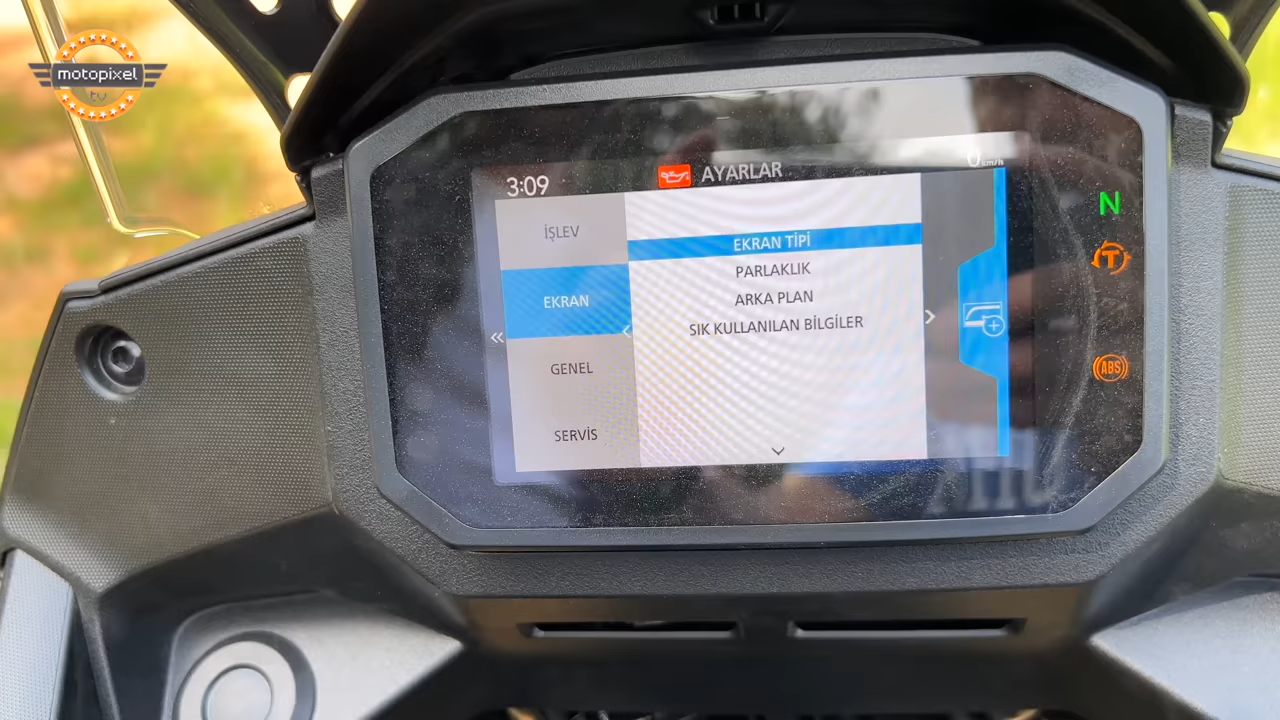 motopixel
tv
3:09
AYARLAR
0 km/h
İŞLEV
EKRAN
GENEL
SERVİS
EKRAN TİPİ
PARLAKLIK
ARKA PLAN
SIK KULLANILAN BİLGİLER
N
T
ABS